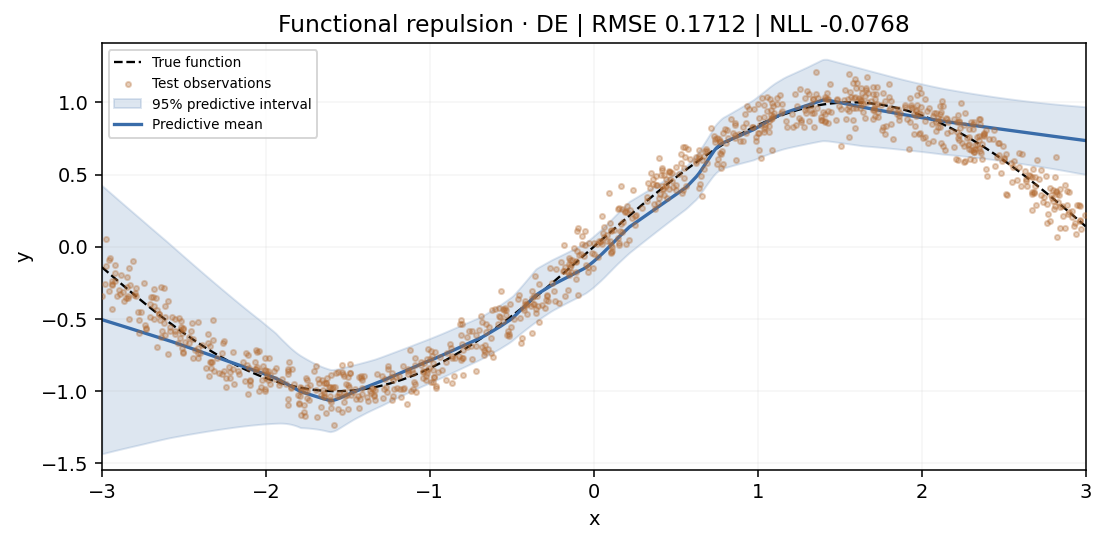 Functional repulsion · DE | RMSE 0.1712 | NLL -0.0768
True function
Test observations
95% predictive interval
Predictive mean
1.0
0.5
0.0
−0.5
−1.0
−1.5
y
−3
−2
−1
0
1
2
3
x